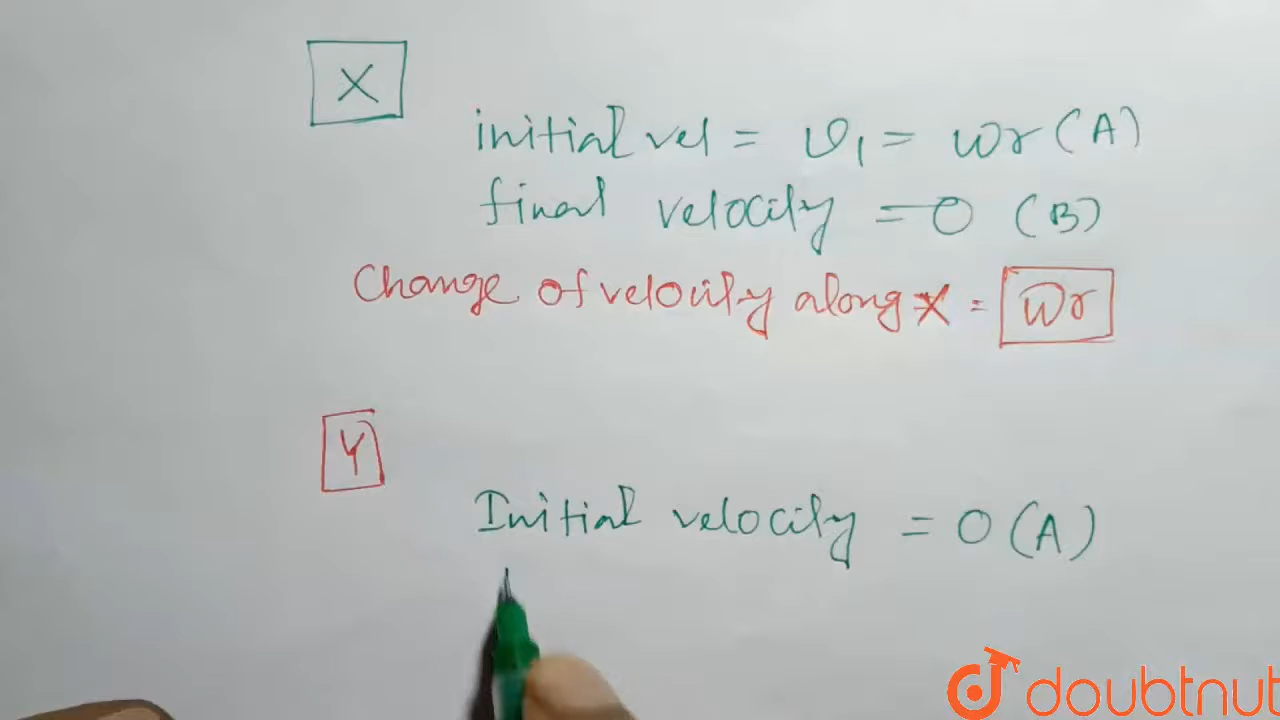 X
initial vel = v₁ = ωr (A)
final velocity = 0 (B)
Change of velocity along X = ωr
Y
Initial velocity = 0 (A)
doubtnut